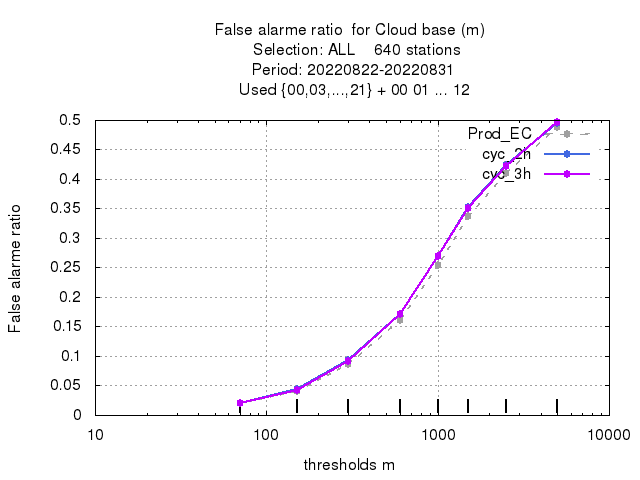 False alarme ratio  for Cloud base (m)
Selection: ALL    640 stations
Period: 20220822-20220831
Used {00,03,...,21} + 00 01 ... 12
Prod_EC
cyc_2h
cyc_3h
0.5
0.45
0.4
0.35
0.3
0.25
0.2
0.15
0.1
0.05
0
False alarme ratio
10
100
1000
10000
thresholds m